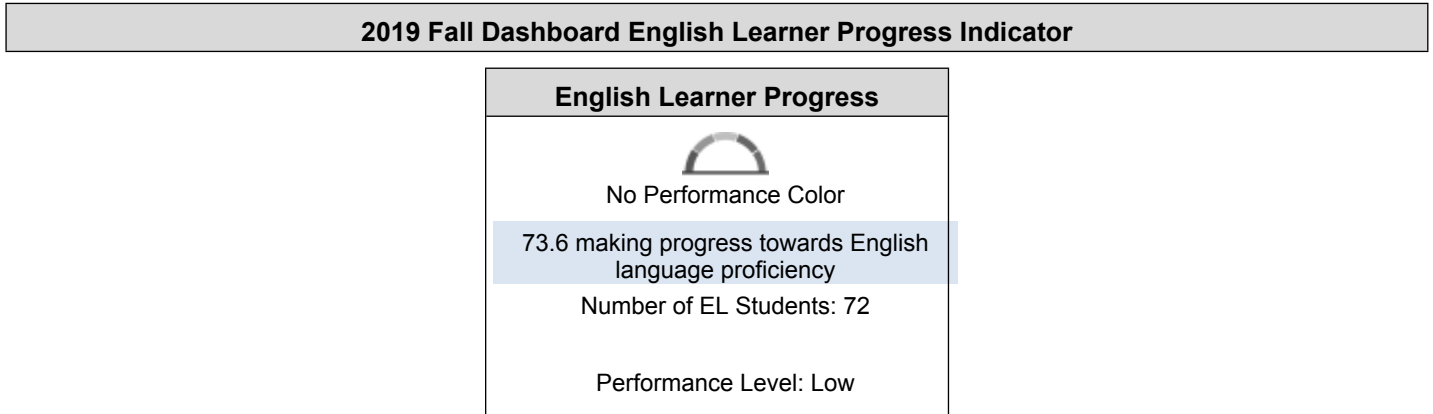 2019 Fall Dashboard English Learner Progress Indicator
English Learner Progress
No Performance Color
73.6 making progress towards English
language proficiency
Number of EL Students: 72
Performance Level: Low